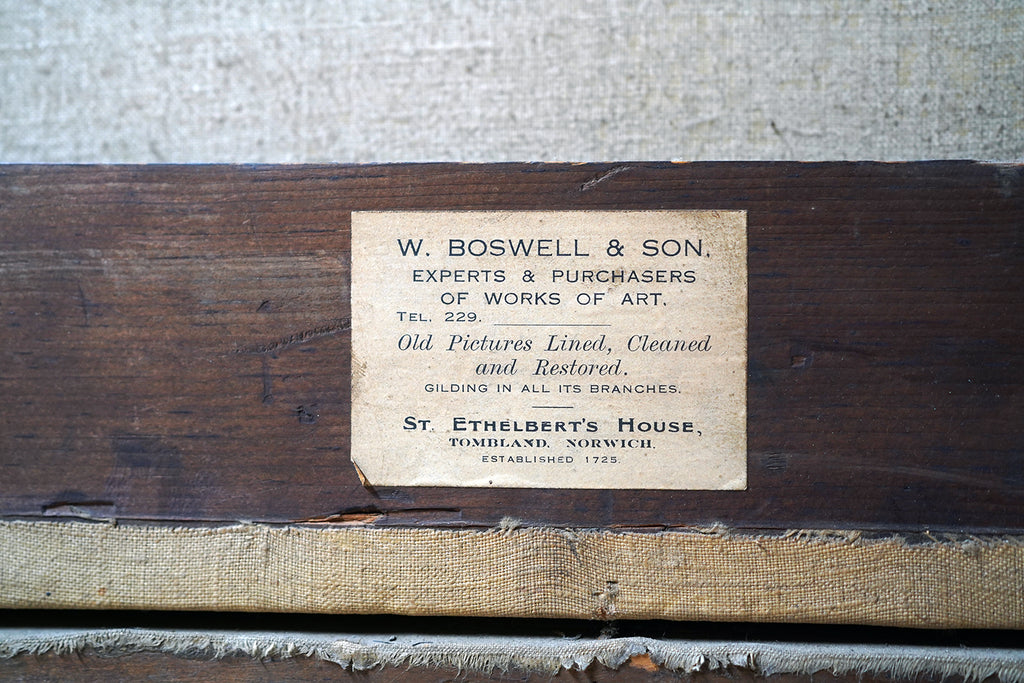 W. BOSWELL & SON,
EXPERTS & PURCHASERS
OF WORKS OF ART.
TEL. 229.
Old Pictures Lined, Cleaned
and Restored.
GILDING IN ALL ITS BRANCHES.
ST. ETHELBERT'S HOUSE,
TOMBLAND, NORWICH.
ESTABLISHED 1725.